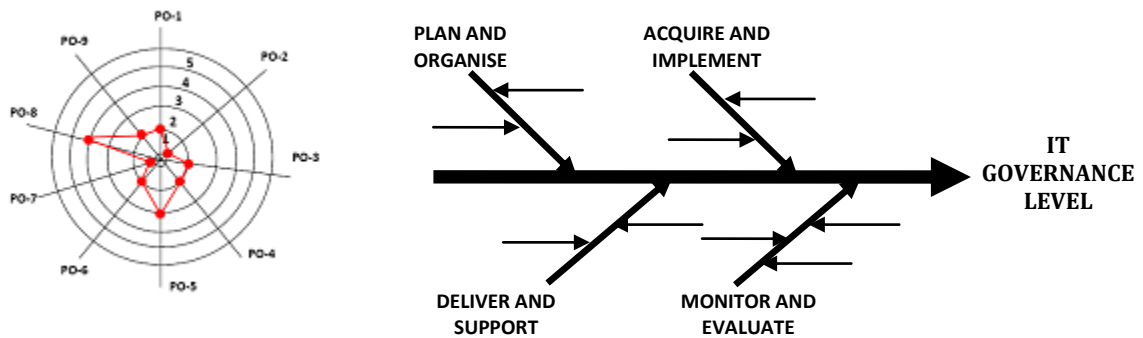 PO-1
PO-9
PO-2
5
4
3
PO-8
2
1
PO-3
PO-7
PO-4
PO-6
PO-5
PLAN AND
ORGANISE
ACQUIRE AND
IMPLEMENT
IT
GOVERNANCE
LEVEL
DELIVER AND
SUPPORT
MONITOR AND
EVALUATE